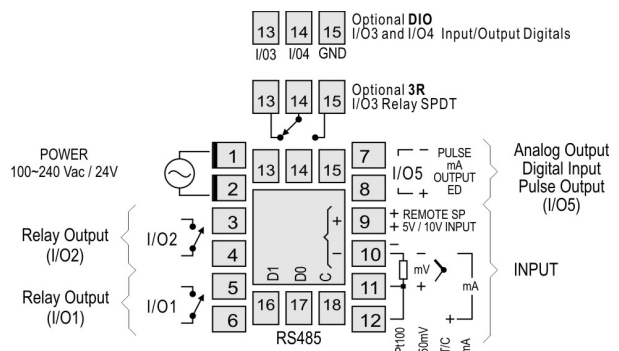 Optional DIO
I/O3 and I/O4 Input/Output Digitals
13 14 15
I/03 I/04 GND
Optional 3R
I/O3 Relay SPDT
13 14 15
POWER
100~240 Vac / 24V
1
2
13 14 15
7
8
I/O5
PULSE
mA
OUTPUT
ED
− −
− +
Analog Output
Digital Input
Pulse Output
(I/O5)
Relay Output
(I/O2)
I/O2
3
4
+
−
9
10
+ REMOTE SP
+ 5V / 10V INPUT
−
−
−
mV
+
mA
+
INPUT
Relay Output
(I/O1)
I/O1
5
6
D1 D0 C
16 17 18
RS485
11
12
Pt100
T/C
mA